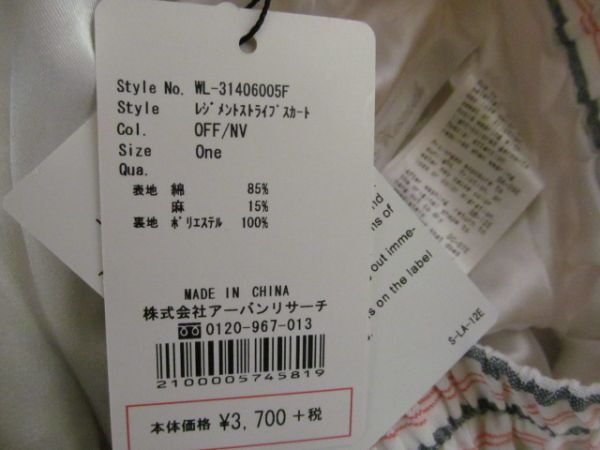 Style No. WL-31406005F
Style ﾚｼﾞﾒﾝﾄｽﾄﾗｲﾌﾟｽｶｰﾄ
Col. OFF/NV
Size One
Qua.
表地 綿 85%
麻 15%
裏地 ﾎﾟﾘｴｽﾃﾙ 100%
MADE IN CHINA
株式会社アーバンリサーチ
0120-967-013
2100005745819
本体価格 ¥3,700+税
nd
ns of
out imme-
s on the label
S-LA-12E